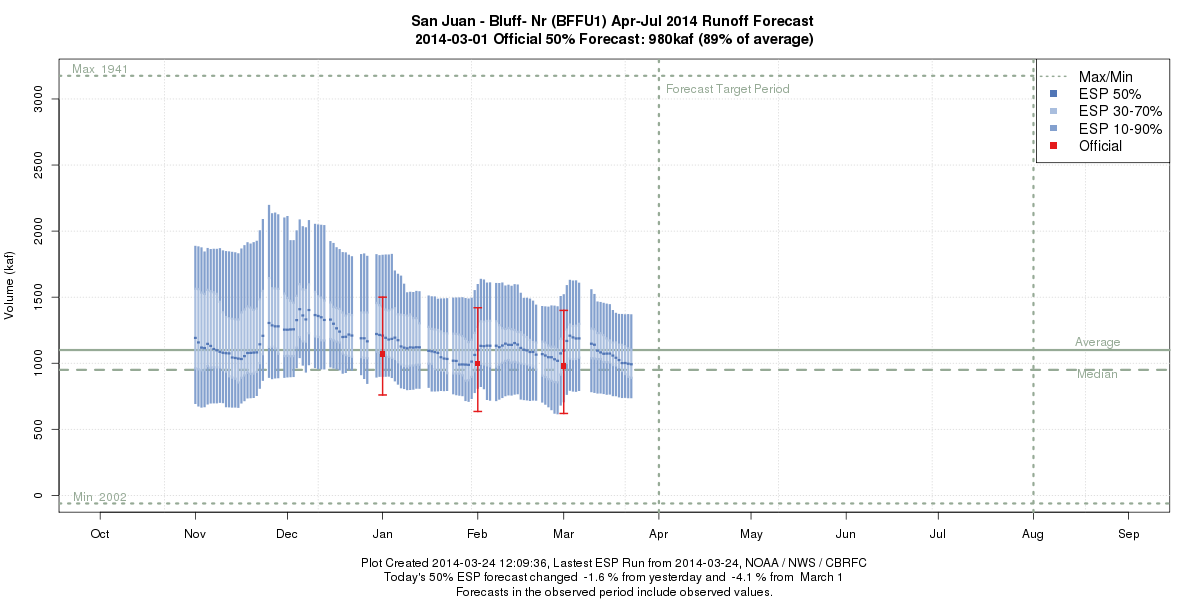 San Juan - Bluff- Nr (BFFU1) Apr-Jul 2014 Runoff Forecast
2014-03-01 Official 50% Forecast: 980kaf (89% of average)
Max 1941
Forecast Target Period
Max/Min
ESP 50%
ESP 30-70%
ESP 10-90%
Official
Volume (kaf)
3000
2500
2000
1500
1000
500
0
Average
Median
Min 2002
Oct Nov Dec Jan Feb Mar Apr May Jun Jul Aug Sep
Plot Created 2014-03-24 12:09:36, Lastest ESP Run from 2014-03-24, NOAA / NWS / CBRFC
Today's 50% ESP forecast changed -1.6 % from yesterday and -4.1 % from March 1
Forecasts in the observed period include observed values.